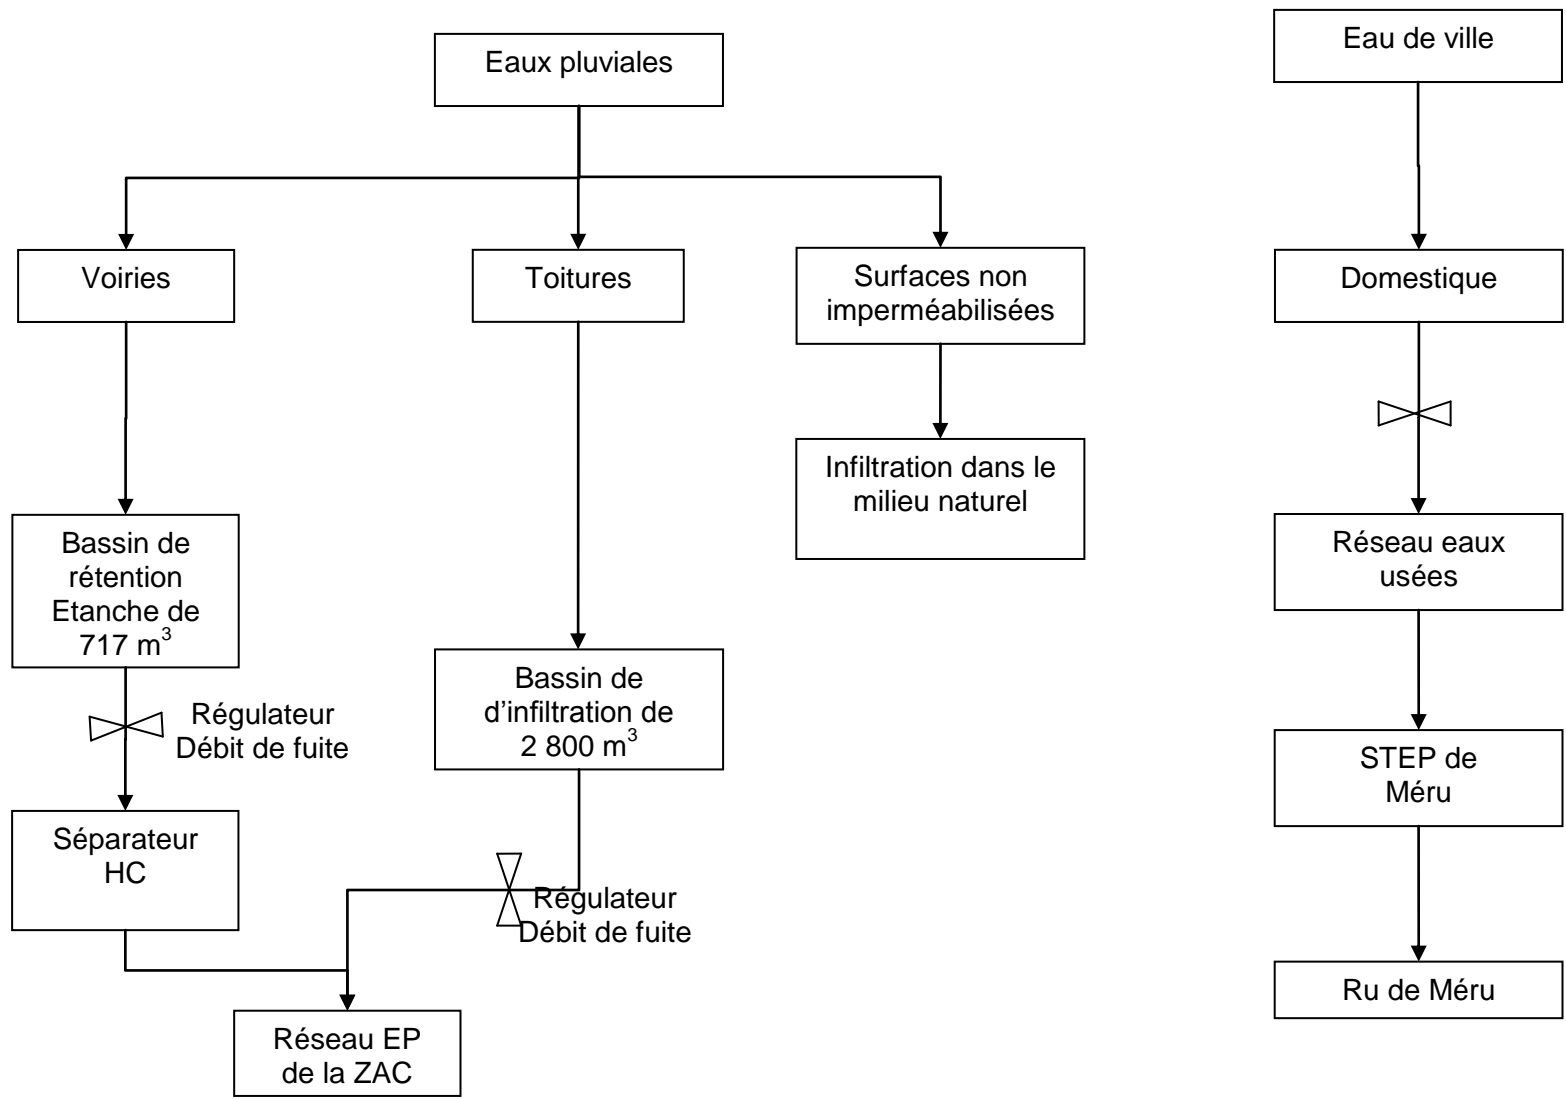 Eaux pluviales
Eau de ville
Voiries
Toitures
Surfaces non
imperméabilisées
Domestique
Infiltration dans le
milieu naturel
Bassin de
rétention
Etanche de
717 m³
Réseau eaux
usées
Régulateur
Débit de fuite
Bassin de
d’infiltration de
2 800 m³
STEP de
Méru
Séparateur
HC
Régulateur
Débit de fuite
Ru de Méru
Réseau EP
de la ZAC